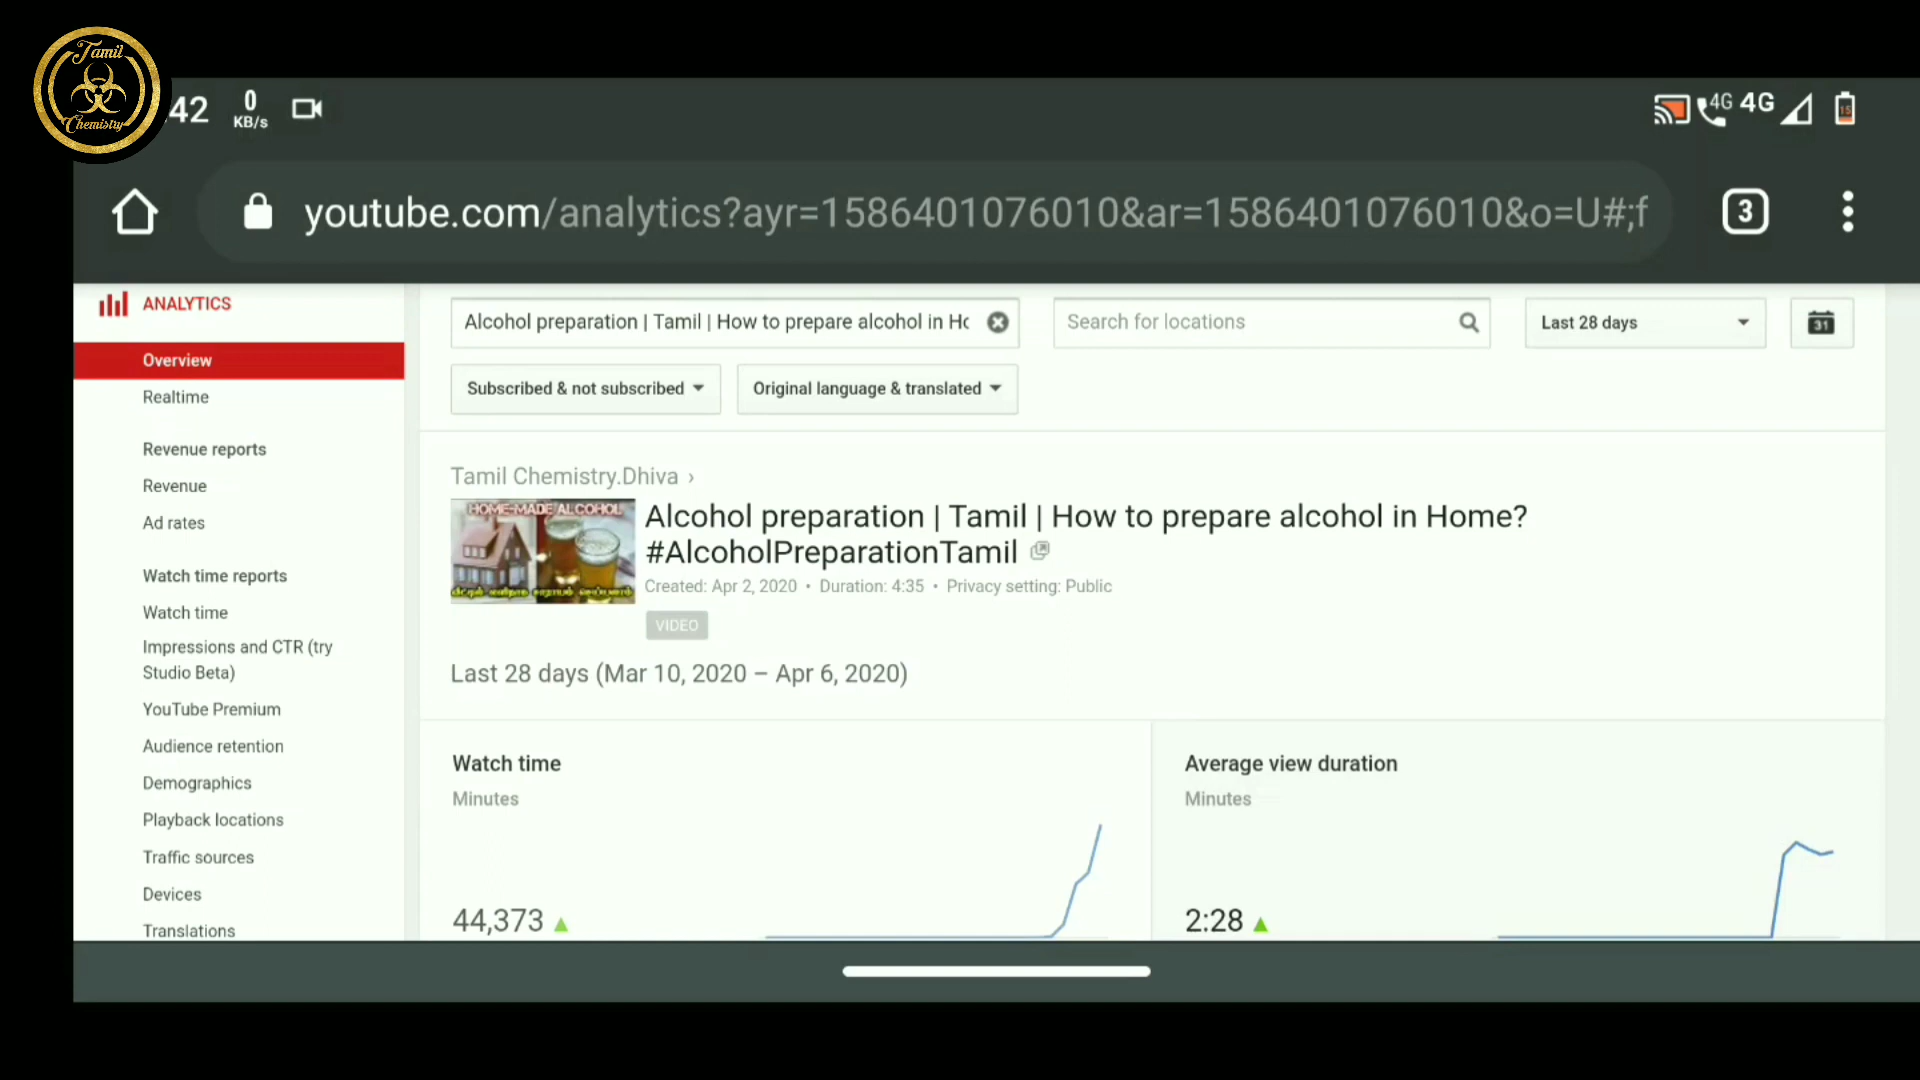 Tamil
Chemistry
42
0
KB/s
4G
4G
15
youtube.com/analytics?ayr=1586401076010&ar=1586401076010&o=U#;f
3
ANALYTICS
Overview
Realtime
Revenue reports
Revenue
Ad rates
Watch time reports
Watch time
Impressions and CTR (try
Studio Beta)
YouTube Premium
Audience retention
Demographics
Playback locations
Traffic sources
Devices
Translations
Alcohol preparation | Tamil | How to prepare alcohol in Hc
Search for locations
Last 28 days
31
Subscribed & not subscribed
Original language & translated
Tamil Chemistry.Dhiva ›
HOME-MADE ALCOHOL
வீட்டில் எளிதாக சாராயம் செய்யலாம்
Alcohol preparation | Tamil | How to prepare alcohol in Home?
#AlcoholPreparationTamil
Created: Apr 2, 2020 • Duration: 4:35 • Privacy setting: Public
VIDEO
Last 28 days (Mar 10, 2020 – Apr 6, 2020)
Watch time
Minutes
44,373
Average view duration
Minutes
2:28